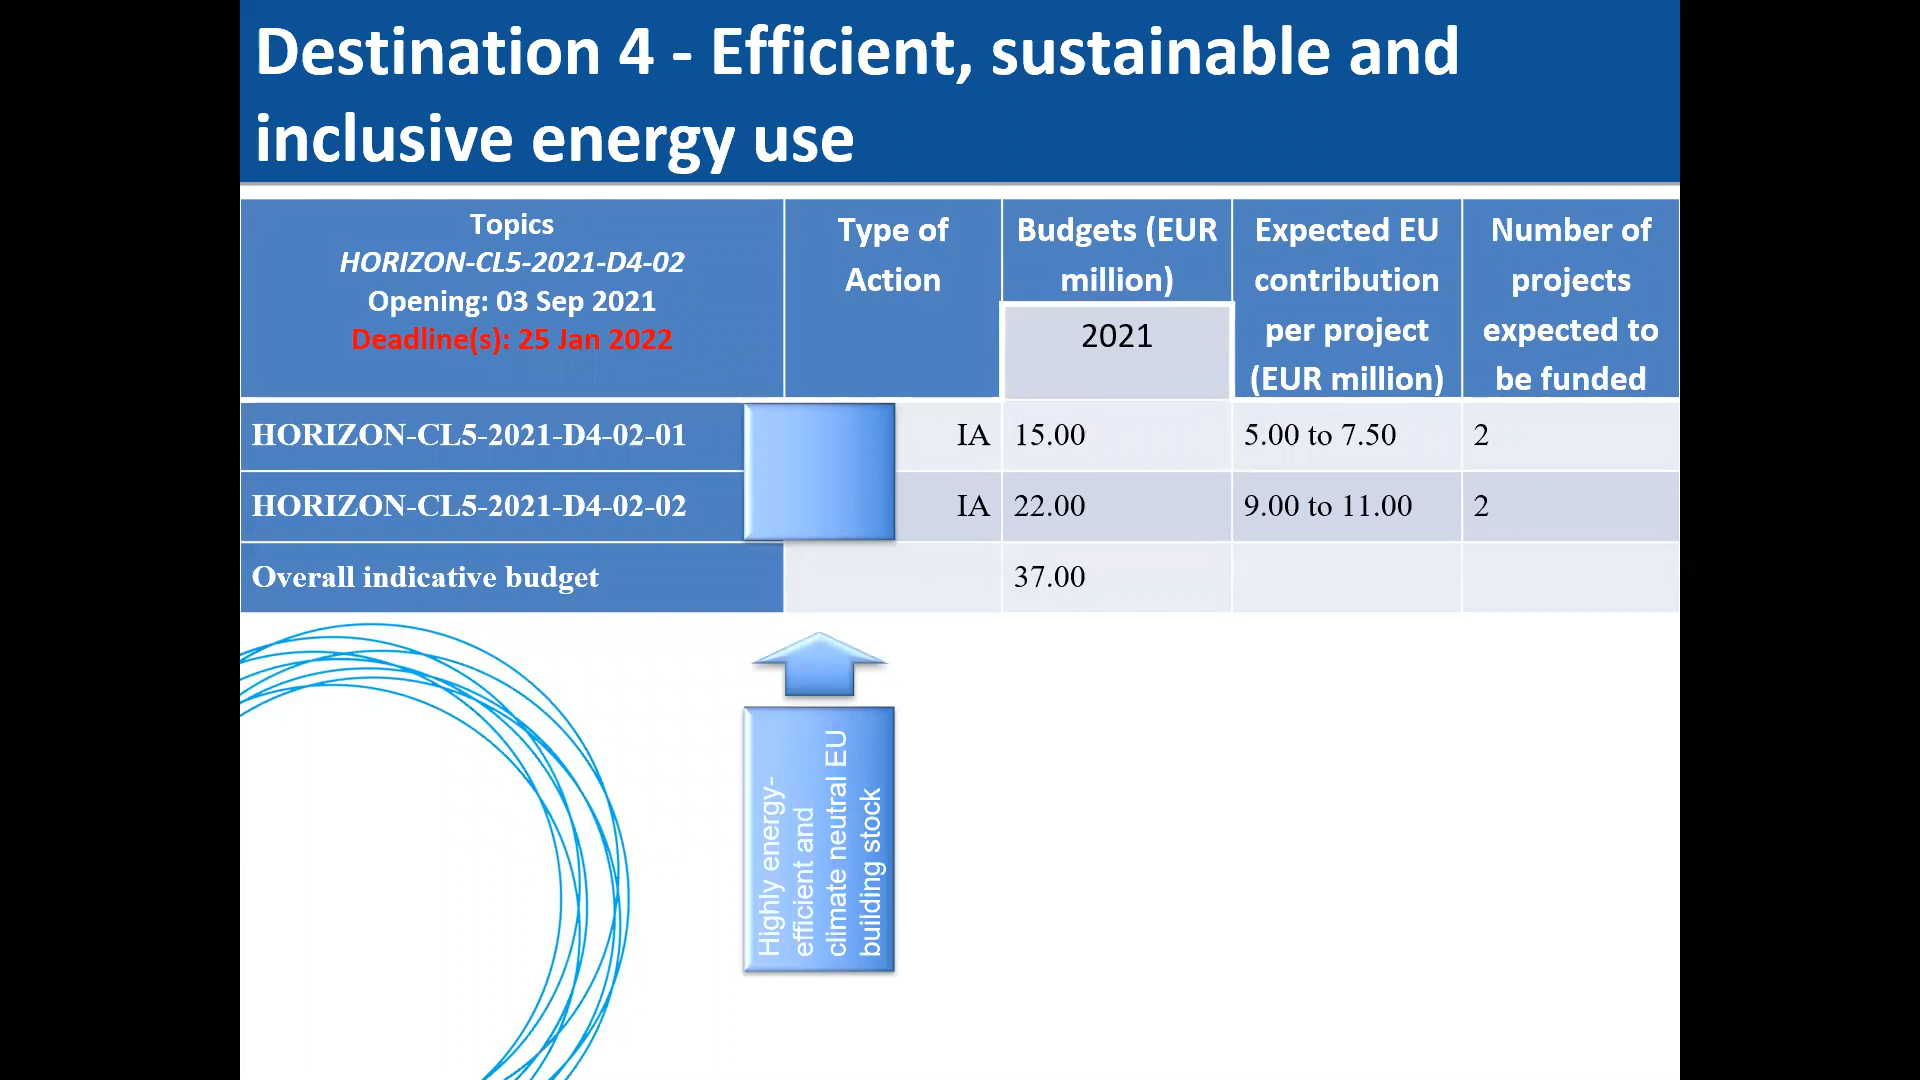 Destination 4 - Efficient, sustainable and
inclusive energy use
Topics
HORIZON-CL5-2021-D4-02
Opening: 03 Sep 2021
Deadline(s): 25 Jan 2022
Type of
Action
Budgets (EUR
million)
2021
Expected EU
contribution
per project
(EUR million)
Number of
projects
expected to
be funded
HORIZON-CL5-2021-D4-02-01 IA 15.00 5.00 to 7.50 2
HORIZON-CL5-2021-D4-02-02 IA 22.00 9.00 to 11.00 2
Overall indicative budget 37.00
Highly energy-
efficient and
climate neutral EU
building stock